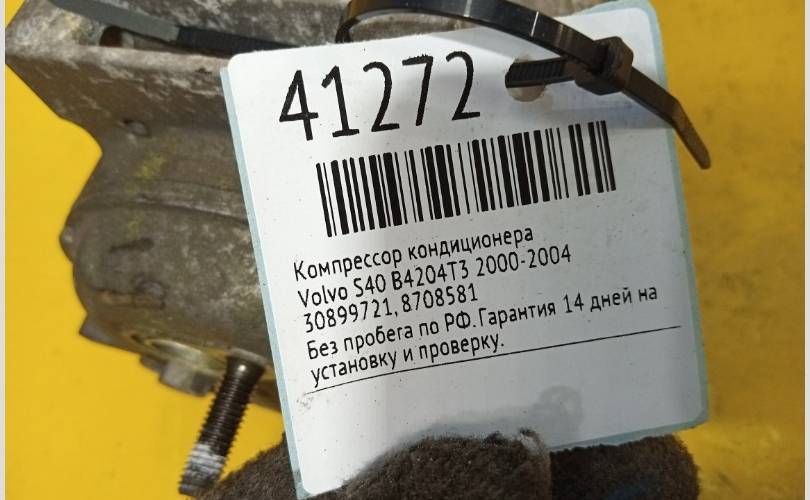 41272
Компрессор кондиционера
Volvo S40 B4204T3 2000-2004
30899721, 8708581
Без пробега по РФ.Гарантия 14 дней на
установку и проверку.